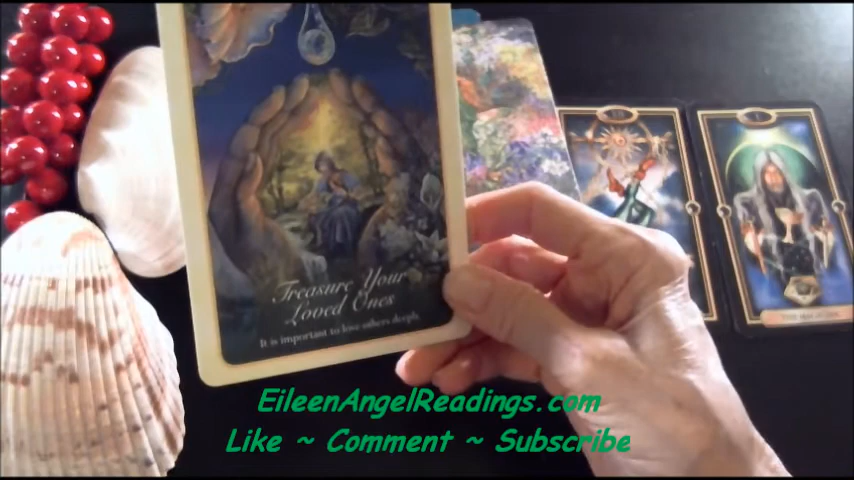 Treasure Your
Loved Ones
It is important to love others deeply.
EileenAngelReadings.com
Like ~ Comment ~ Subscribe